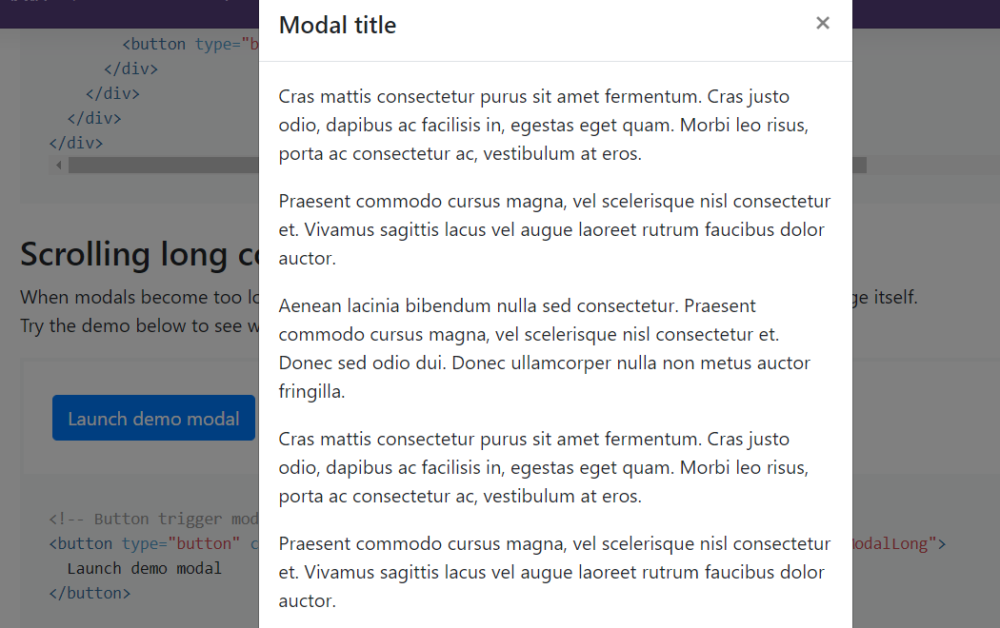 Modal title
×
Cras mattis consectetur purus sit amet fermentum. Cras justo
odio, dapibus ac facilisis in, egestas eget quam. Morbi leo risus,
porta ac consectetur ac, vestibulum at eros.
Praesent commodo cursus magna, vel scelerisque nisl consectetur
et. Vivamus sagittis lacus vel augue laoreet rutrum faucibus dolor
auctor.
Aenean lacinia bibendum nulla sed consectetur. Praesent
commodo cursus magna, vel scelerisque nisl consectetur et.
Donec sed odio dui. Donec ullamcorper nulla non metus auctor
fringilla.
Cras mattis consectetur purus sit amet fermentum. Cras justo
odio, dapibus ac facilisis in, egestas eget quam. Morbi leo risus,
porta ac consectetur ac, vestibulum at eros.
Praesent commodo cursus magna, vel scelerisque nisl consectetur
et. Vivamus sagittis lacus vel augue laoreet rutrum faucibus dolor
auctor.
<button type="b
</div>
</div>
</div>
</div>
Scrolling long co
When modals become too lo ge itself.
Try the demo below to see w
Launch demo modal
<!-- Button trigger mod
<button type="button" c odalLong">
Launch demo modal
</button>